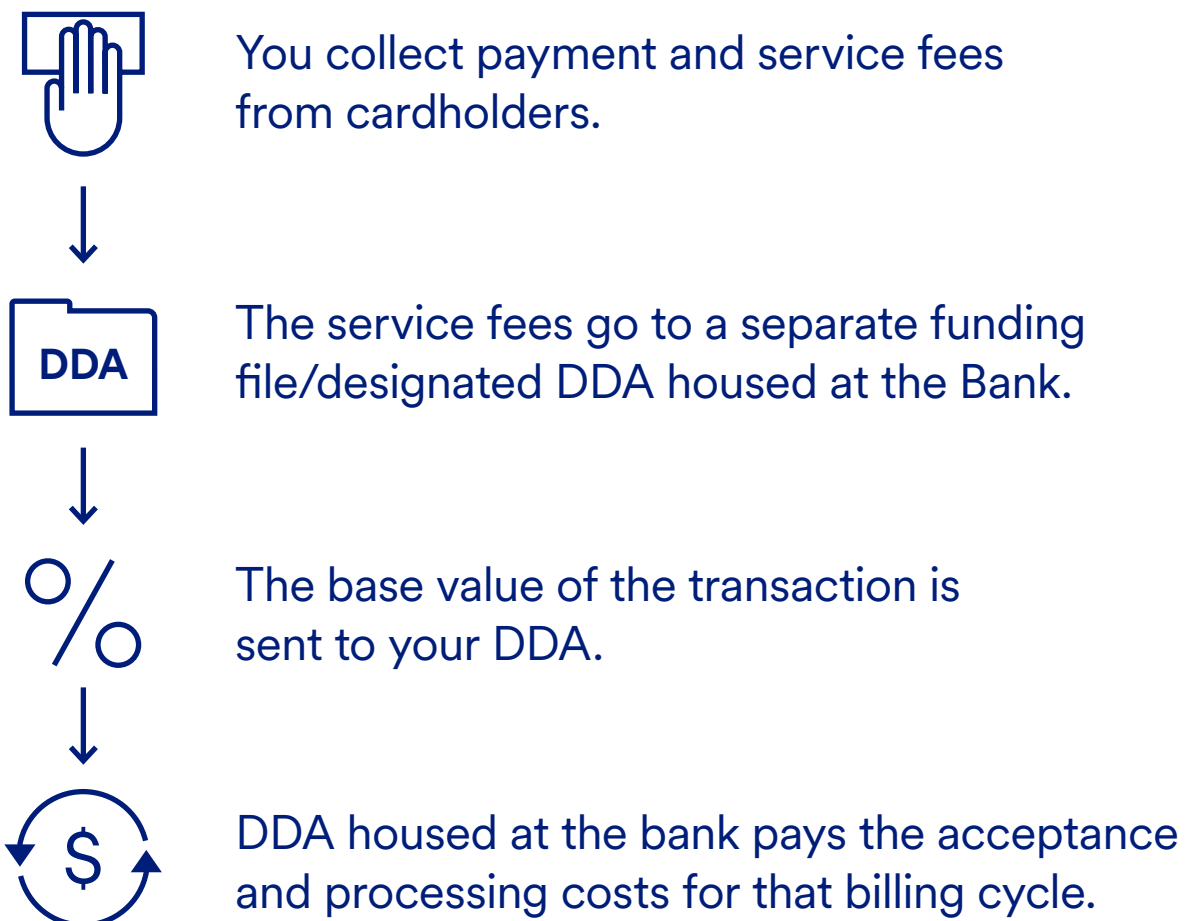 You collect payment and service fees
from cardholders.
DDA
The service fees go to a separate funding
file/designated DDA housed at the Bank.
%
The base value of the transaction is
sent to your DDA.
$
DDA housed at the bank pays the acceptance
and processing costs for that billing cycle.